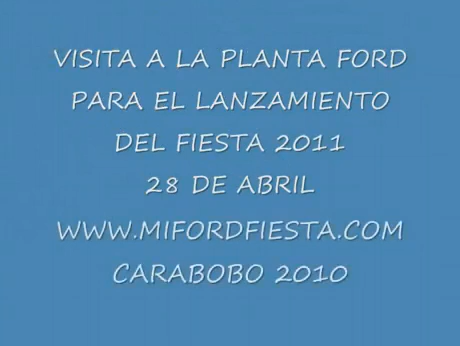 VISITA A LA PLANTA FORD
PARA EL LANZAMIENTO
DEL FIESTA 2011
28 DE ABRIL
WWW.MIFORDFIESTA.COM
CARABOBO 2010